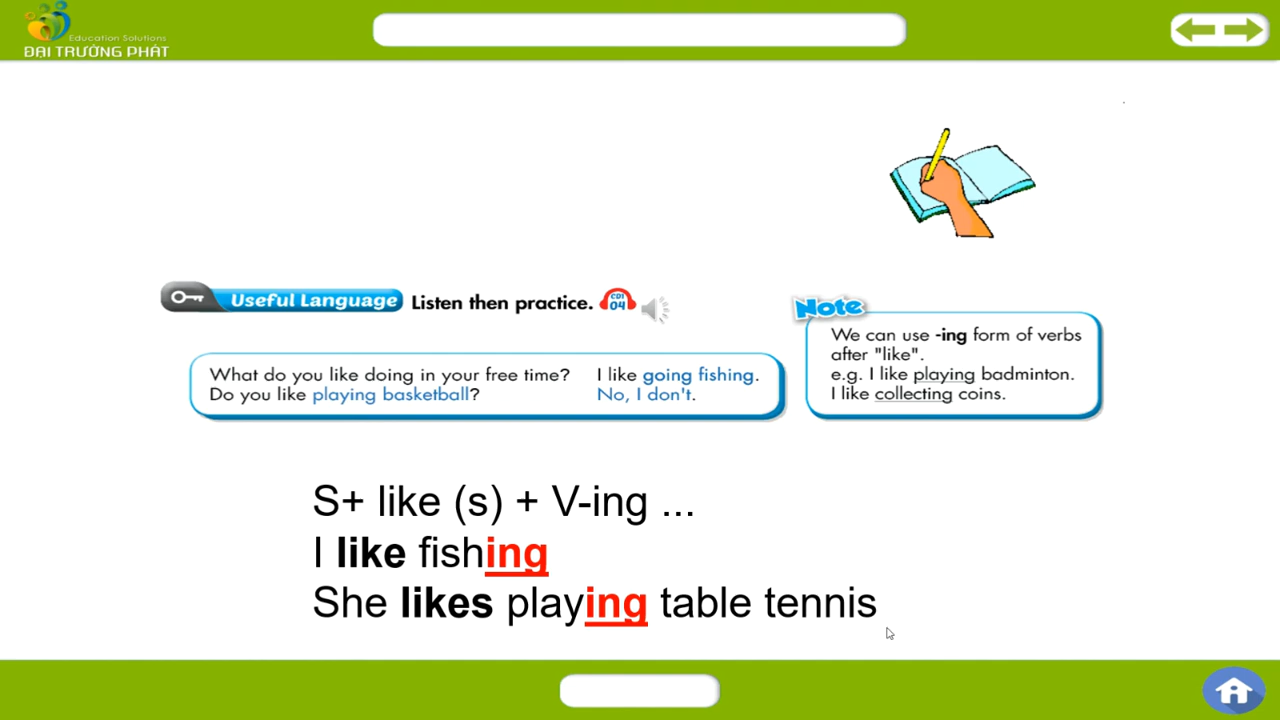 Education Solutions
ĐẠI TRƯỜNG PHÁT
Useful Language Listen then practice. CD1 04
What do you like doing in your free time? I like going fishing.
Do you like playing basketball? No, I don't.
Note
We can use -ing form of verbs
after "like".
e.g. I like playing badminton.
I like collecting coins.
S+ like (s) + V-ing ...
I like fishing
She likes playing table tennis